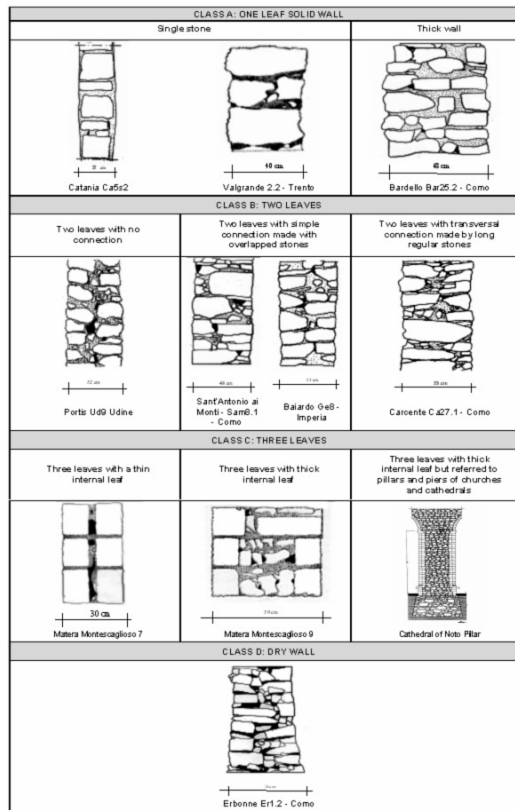 CLASS A: ONE LEAF SOLID WALL
Single stone
Thick wall
40 cm
Catania Ca5s2
Valgrande 2.2 - Trento
Bardello Bar25.2 - Como
CLASS B: TWO LEAVES
Two leaves with no
connection
Two leaves with simple
connection made with
overlapped stones
Two leaves with transversal
connection made by long
regular stones
Portis Ud9 Udine
Sant'Antonio ai
Monti - Sam8.1
- Como
Baiardo Ge8 -
Imperia
Carcente Ca27.1 - Como
CLASS C: THREE LEAVES
Three leaves with a thin
internal leaf
Three leaves with thick
internal leaf
Three leaves with thick
internal leaf but referred to
pillars and piers of churches
and cathedrals
30 cm
Matera Montescaglioso 7
Matera Montescaglioso 9
Cathedral of Noto Pillar
CLASS D: DRY WALL
Erbonne Er1.2 - Como